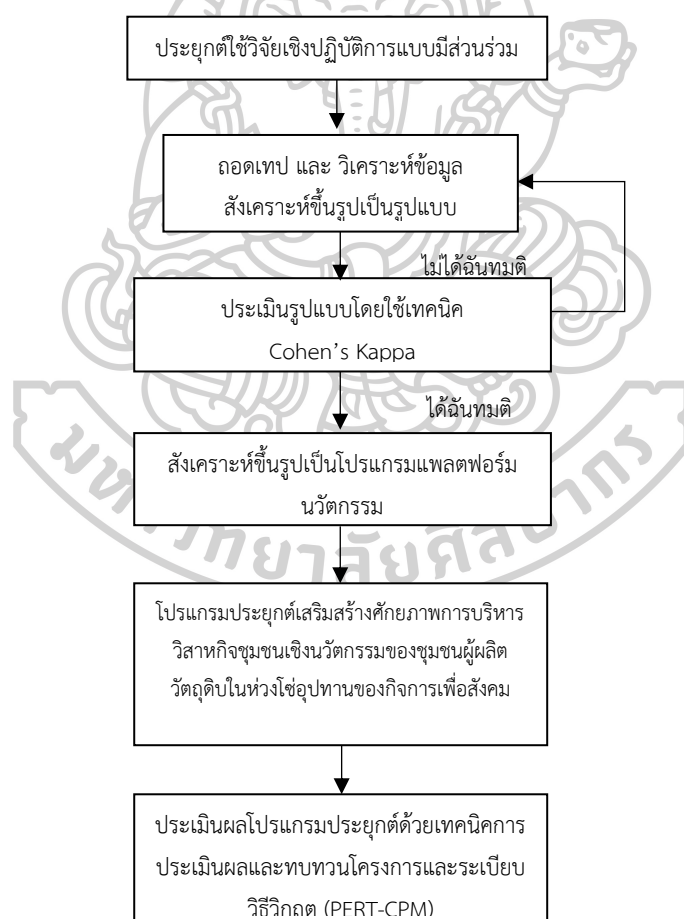 ประยุกต์ใช้วิจัยเชิงปฏิบัติการแบบมีส่วนร่วม
ถอดเทป และ วิเคราะห์ข้อมูล
สังเคราะห์ขึ้นรูปเป็นรูปแบบ
ไม่ได้ฉันทมติ
ประเมินรูปแบบโดยใช้เทคนิค
Cohen's Kappa
ได้ฉันทมติ
สังเคราะห์ขึ้นรูปเป็นโปรแกรมแพลตฟอร์ม
นวัตกรรม
มหาวิทยาลัยศิลปากร
โปรแกรมประยุกต์เสริมสร้างศักยภาพการบริหาร
วิสาหกิจชุมชนเชิงนวัตกรรมของชุมชนผู้ผลิต
วัตถุดิบในห่วงโซ่อุปทานของกิจการเพื่อสังคม
ประเมินผลโปรแกรมประยุกต์ด้วยเทคนิคการ
ประเมินผลและทบทวนโครงการและระเบียบ
วิธีวิกฤต (PERT-CPM)